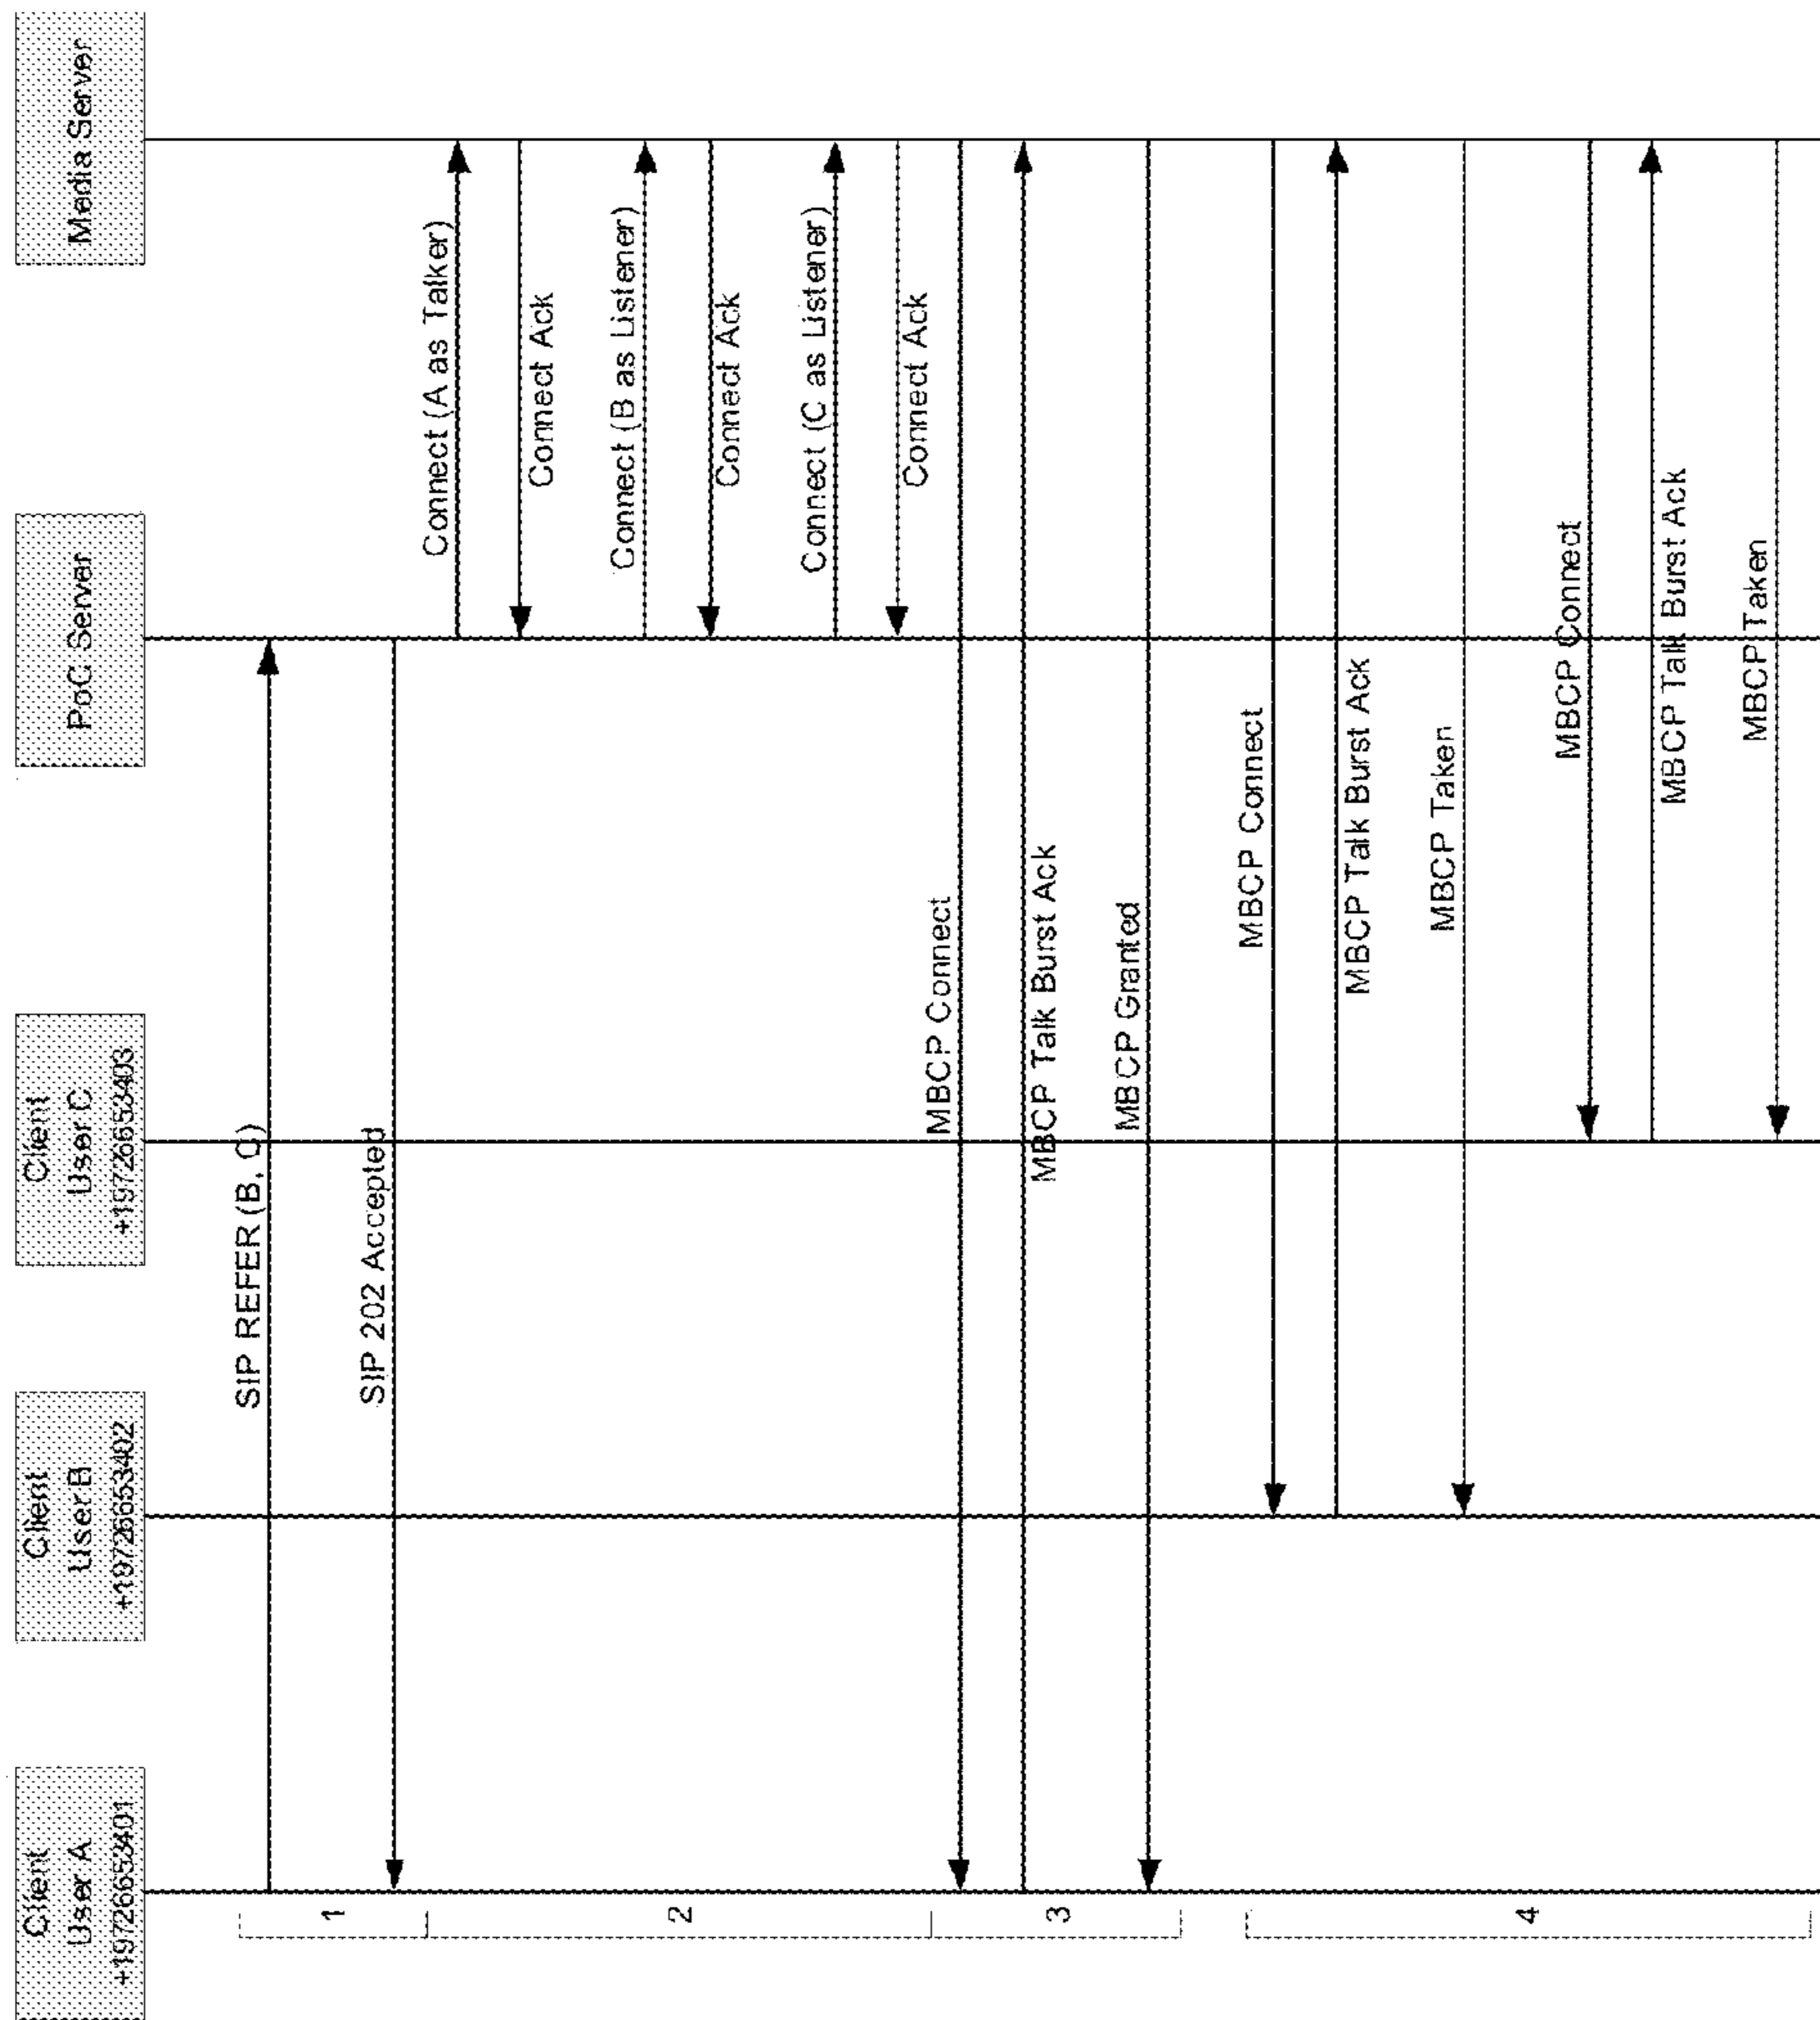 Client
User A
+19726653401
Client
User B
+19726653402
Client
User C
+19726653403
PoC Server
Media Server
1
SIP REFER (B, C)
SIP 202 Accepted
2
Connect (A as Talker)
Connect Ack
Connect (B as Listener)
Connect Ack
Connect (C as Listener)
Connect Ack
3
MBCP Connect
MBCP Talk Burst Ack
MBCP Granted
4
MBCP Connect
MBCP Talk Burst Ack
MBCP Taken
MBCP Connect
MBCP Talk Burst Ack
MBCP Taken